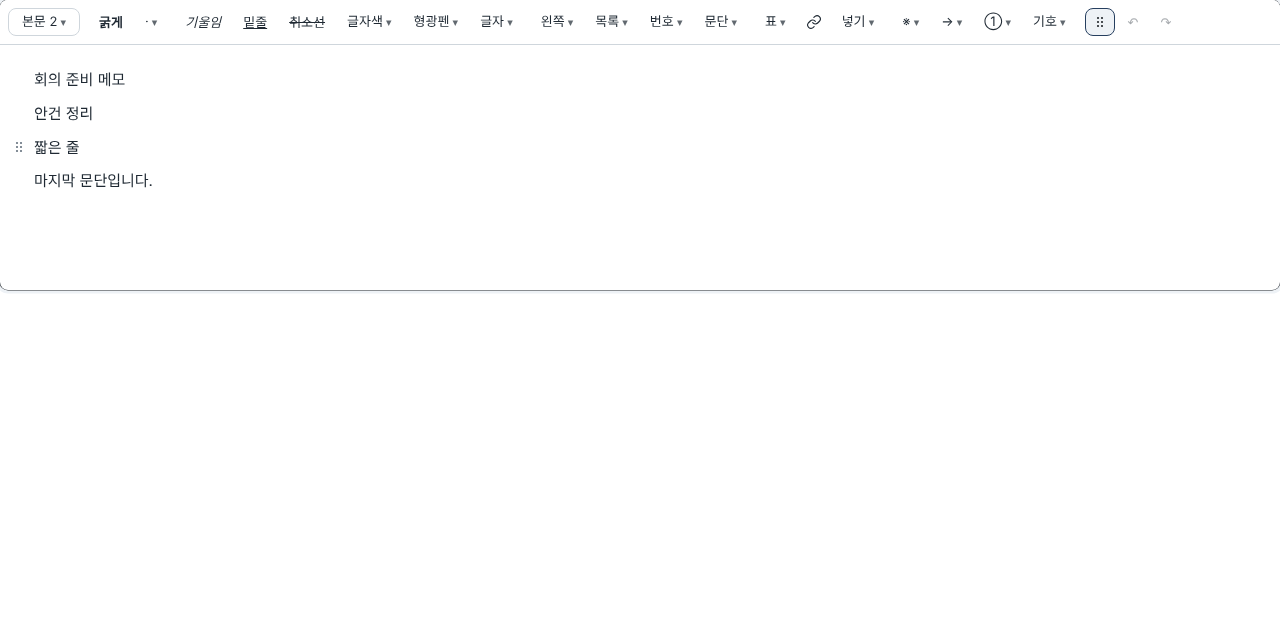 본문 2 ▾ 굵게 · ▾ 기울임 밑줄 취소선 글자색 ▾ 형광펜 ▾ 글자 ▾ 왼쪽 ▾ 목록 ▾ 번호 ▾ 문단 ▾ 표 ▾ 넣기 ▾ ※ ▾ → ▾ ① ▾ 기호 ▾ ↶ ↷
회의 준비 메모
안건 정리
짧은 줄
마지막 문단입니다.